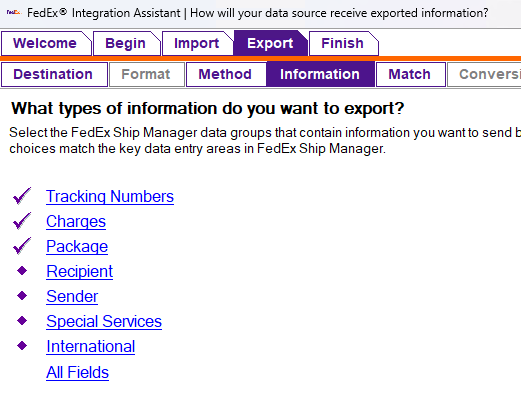 FedEx FedEx® Integration Assistant | How will your data source receive exported information?
Welcome Begin Import Export Finish
Destination Format Method Information Match Conversi
What types of information do you want to export?
Select the FedEx Ship Manager data groups that contain information you want to send b
choices match the key data entry areas in FedEx Ship Manager.
Tracking Numbers
Charges
Package
Recipient
Sender
Special Services
International
All Fields